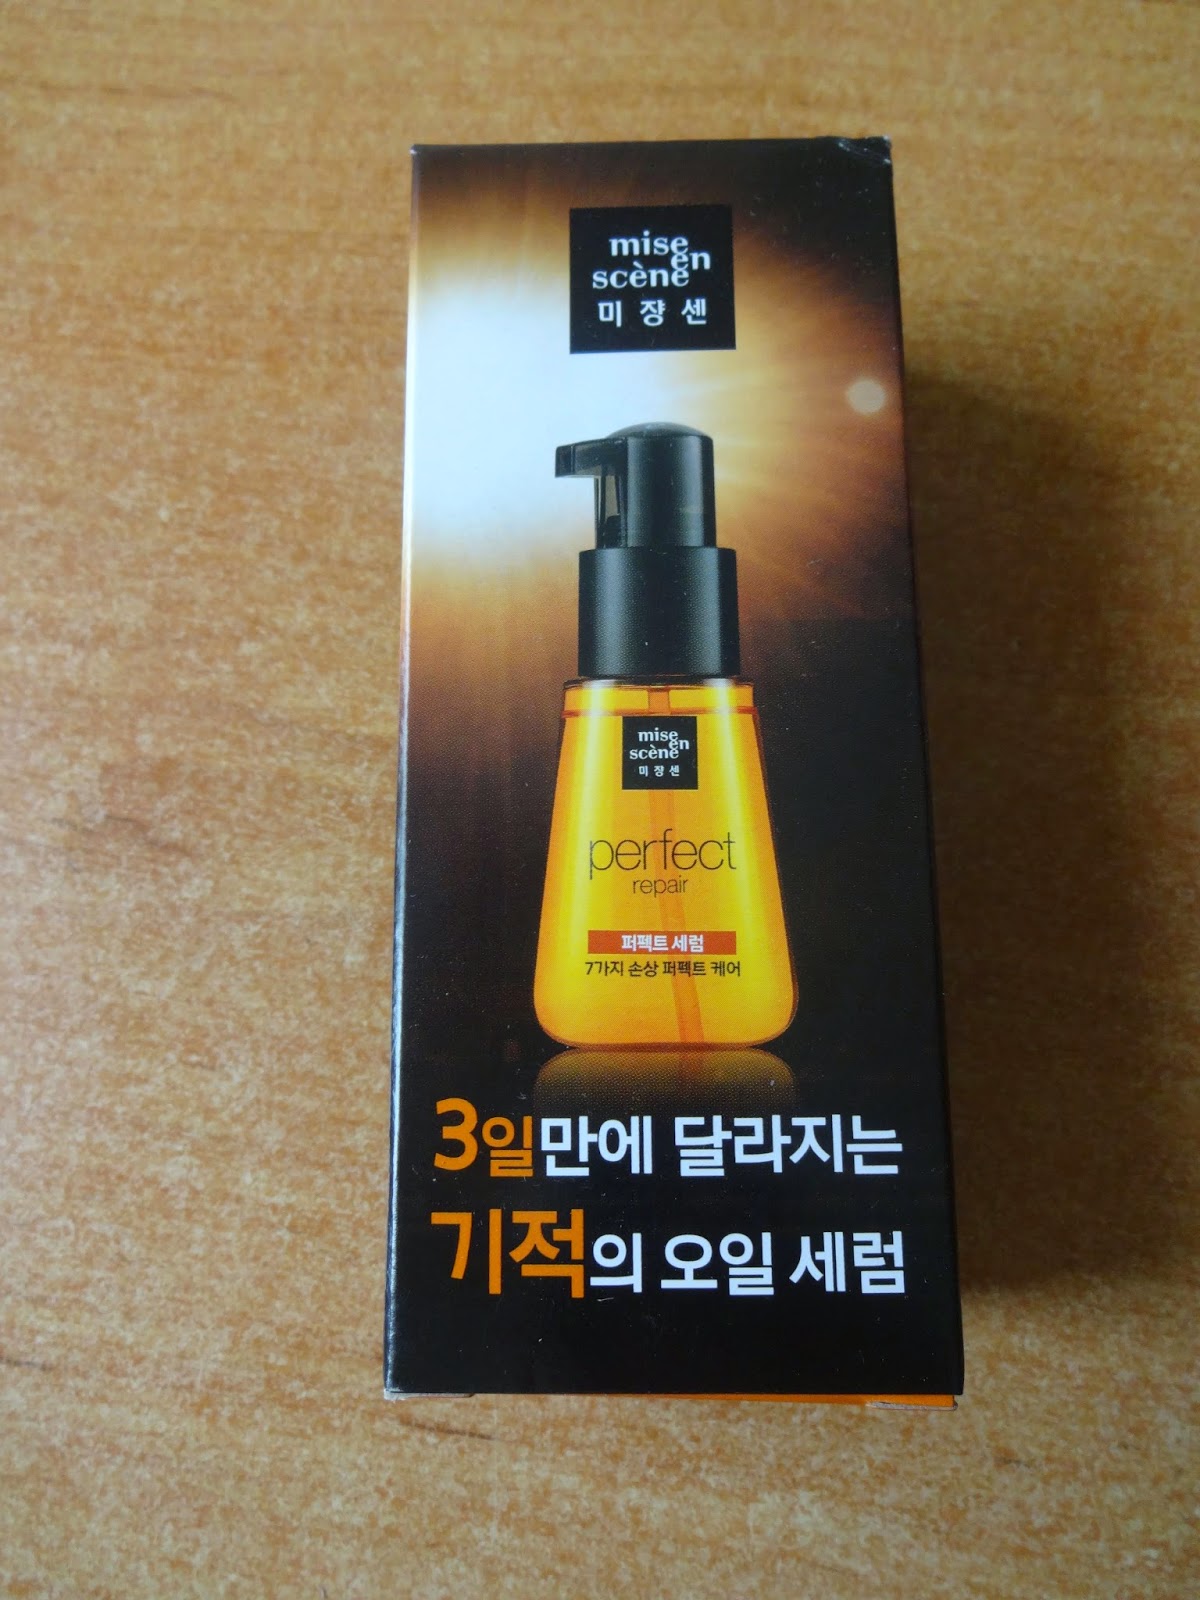 mise
en
scène
미쟝센
mise
en
scène
미쟝센
perfect
repair
퍼펙트 세럼
7가지 손상 퍼펙트 케어
3일만에 달라지는
기적의 오일 세럼